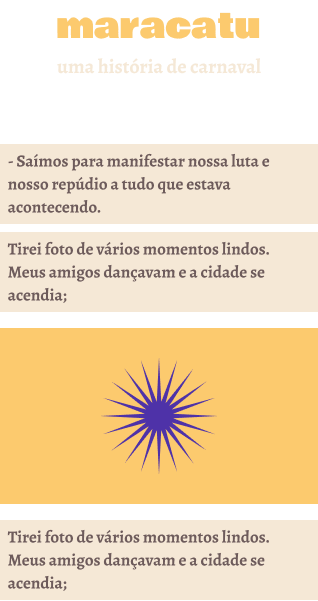 maracatu
uma história de carnaval
- Saímos para manifestar nossa luta e
nosso repúdio a tudo que estava
acontecendo.
Tirei foto de vários momentos lindos.
Meus amigos dançavam e a cidade se
acendia;
Tirei foto de vários momentos lindos.
Meus amigos dançavam e a cidade se
acendia;